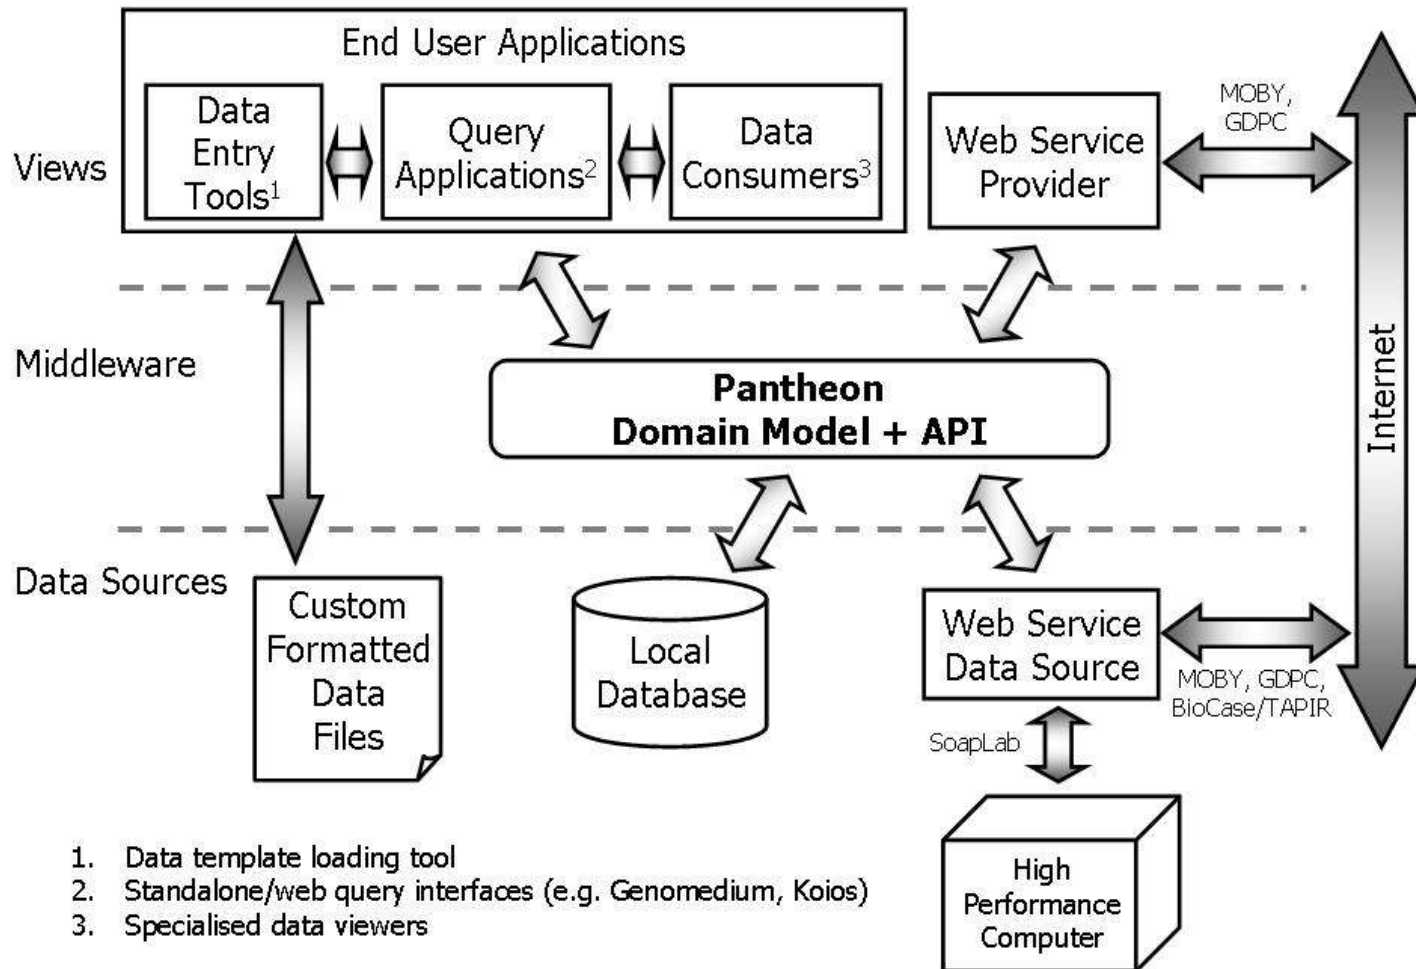 End User Applications
Data
Entry
Tools1
Query
Applications2
Data
Consumers3
Views
Web Service
Provider
MOBY,
GDPC
Middleware
Pantheon
Domain Model + API
Internet
Data Sources
Custom
Formatted
Data
Files
Local
Database
Web Service
Data Source
MOBY, GDPC,
BioCase/TAPIR
SoapLab
High
Performance
Computer
1. Data template loading tool
2. Standalone/web query interfaces (e.g. Genomedium, Koios)
3. Specialised data viewers